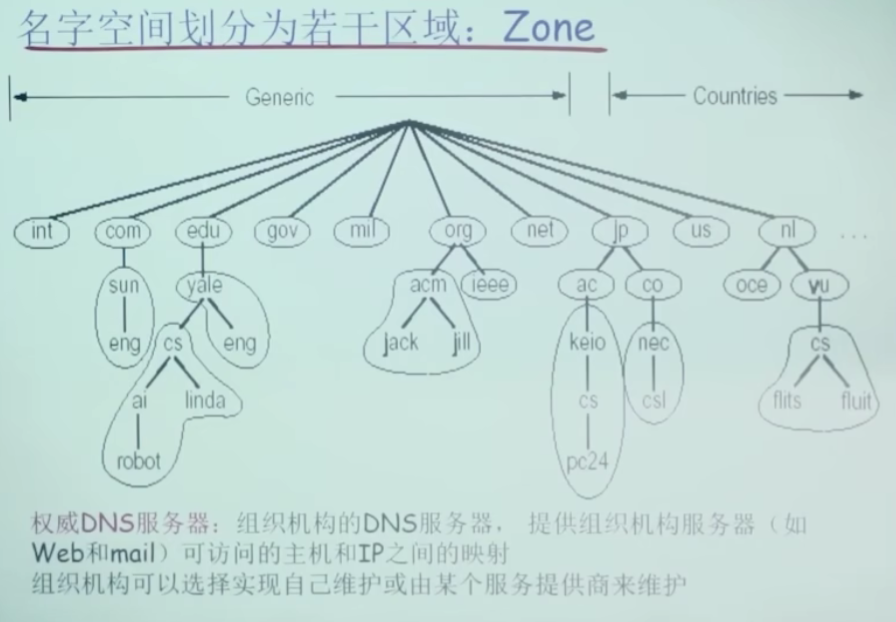 名字空间划分为若干区域：Zone
Generic
Countries
int com edu gov mil org net jp us nl ...
sun yale acm ieee ac co oce vu
eng cs eng jack jill keio nec cs
ai linda cs csl flits fluit
robot pc24
权威DNS服务器：组织机构的DNS服务器， 提供组织机构服务器（如
Web和mail）可访问的主机和IP之间的映射
组织机构可以选择实现自己维护或由某个服务提供商来维护